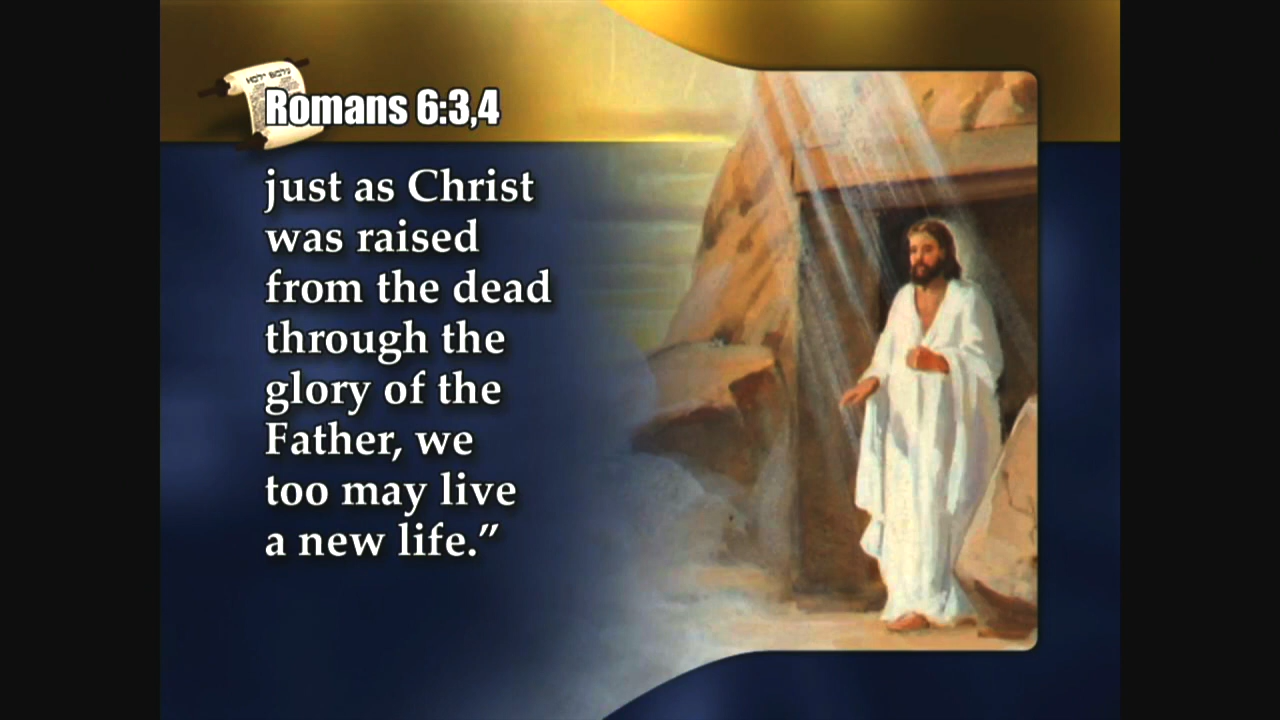 Romans 6:3,4
just as Christ
was raised
from the dead
through the
glory of the
Father, we
too may live
a new life.”